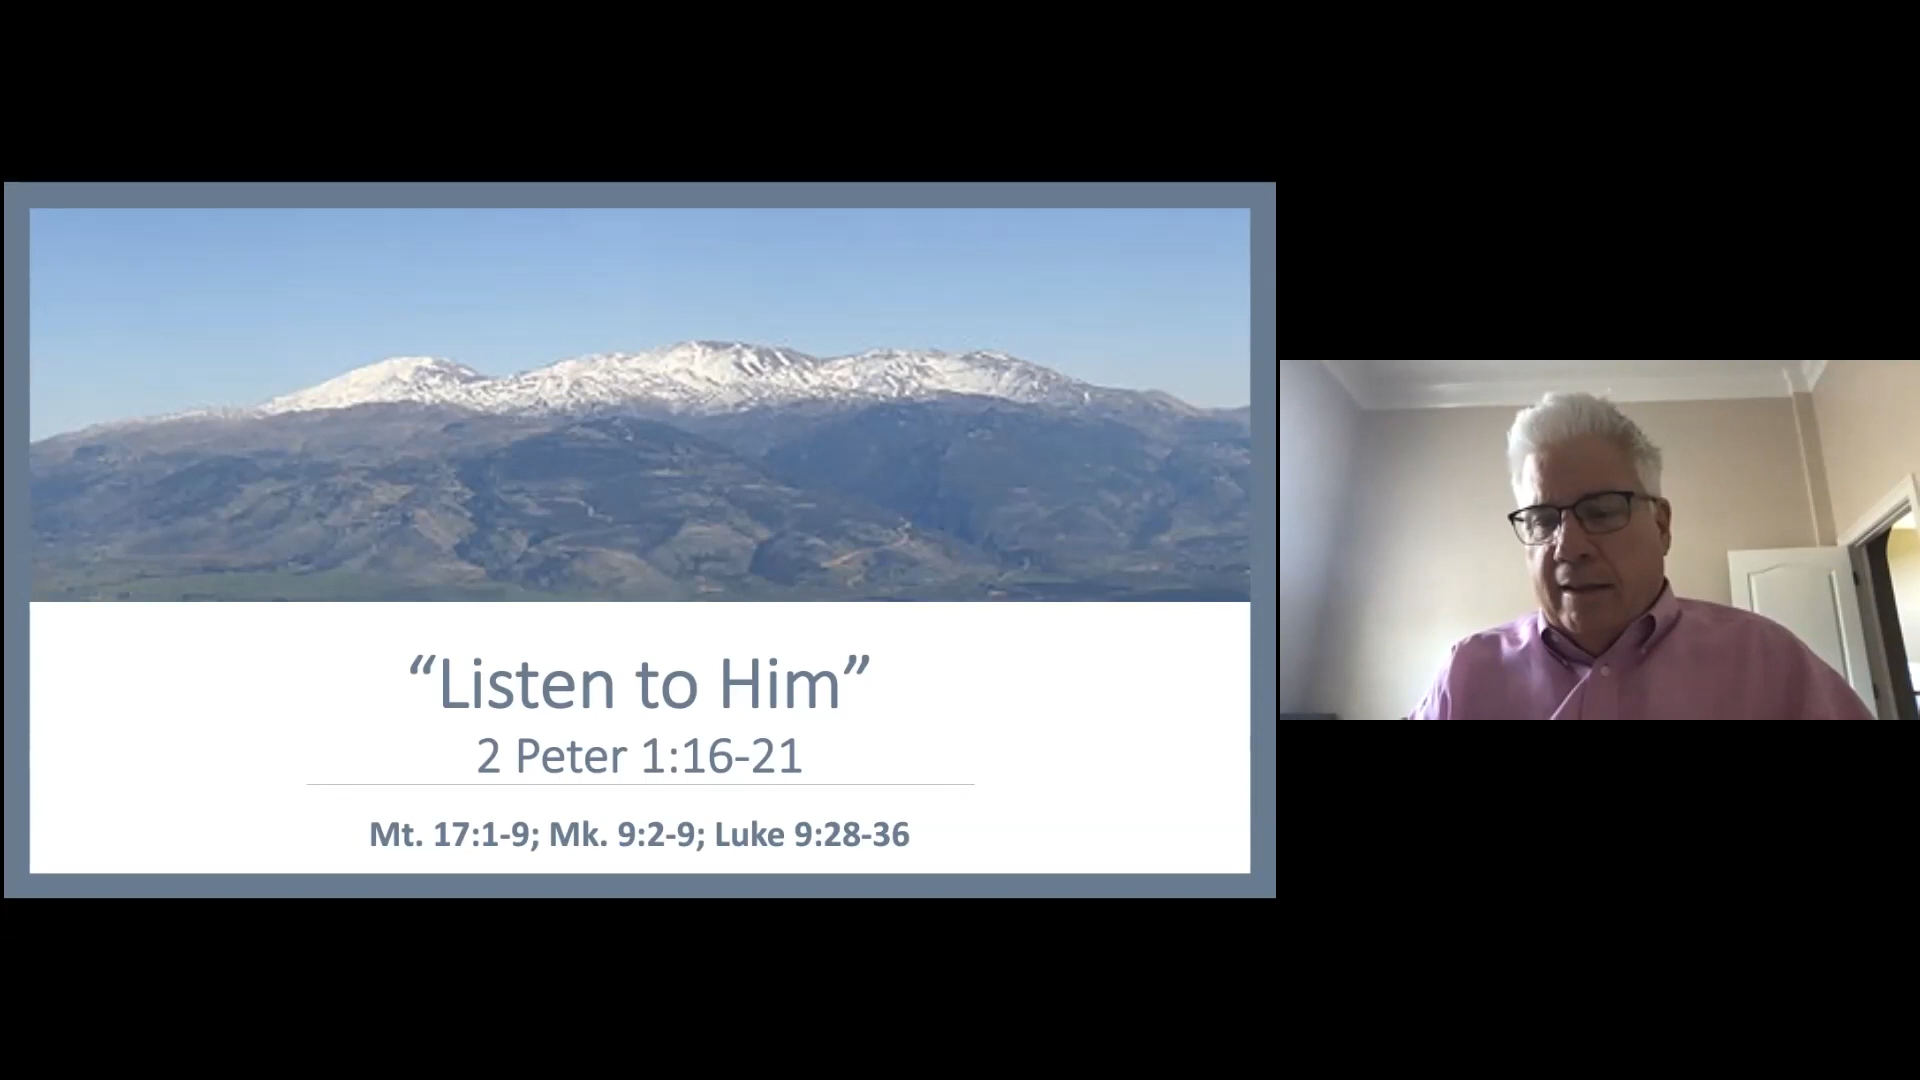 “Listen to Him”
2 Peter 1:16-21
Mt. 17:1-9; Mk. 9:2-9; Luke 9:28-36